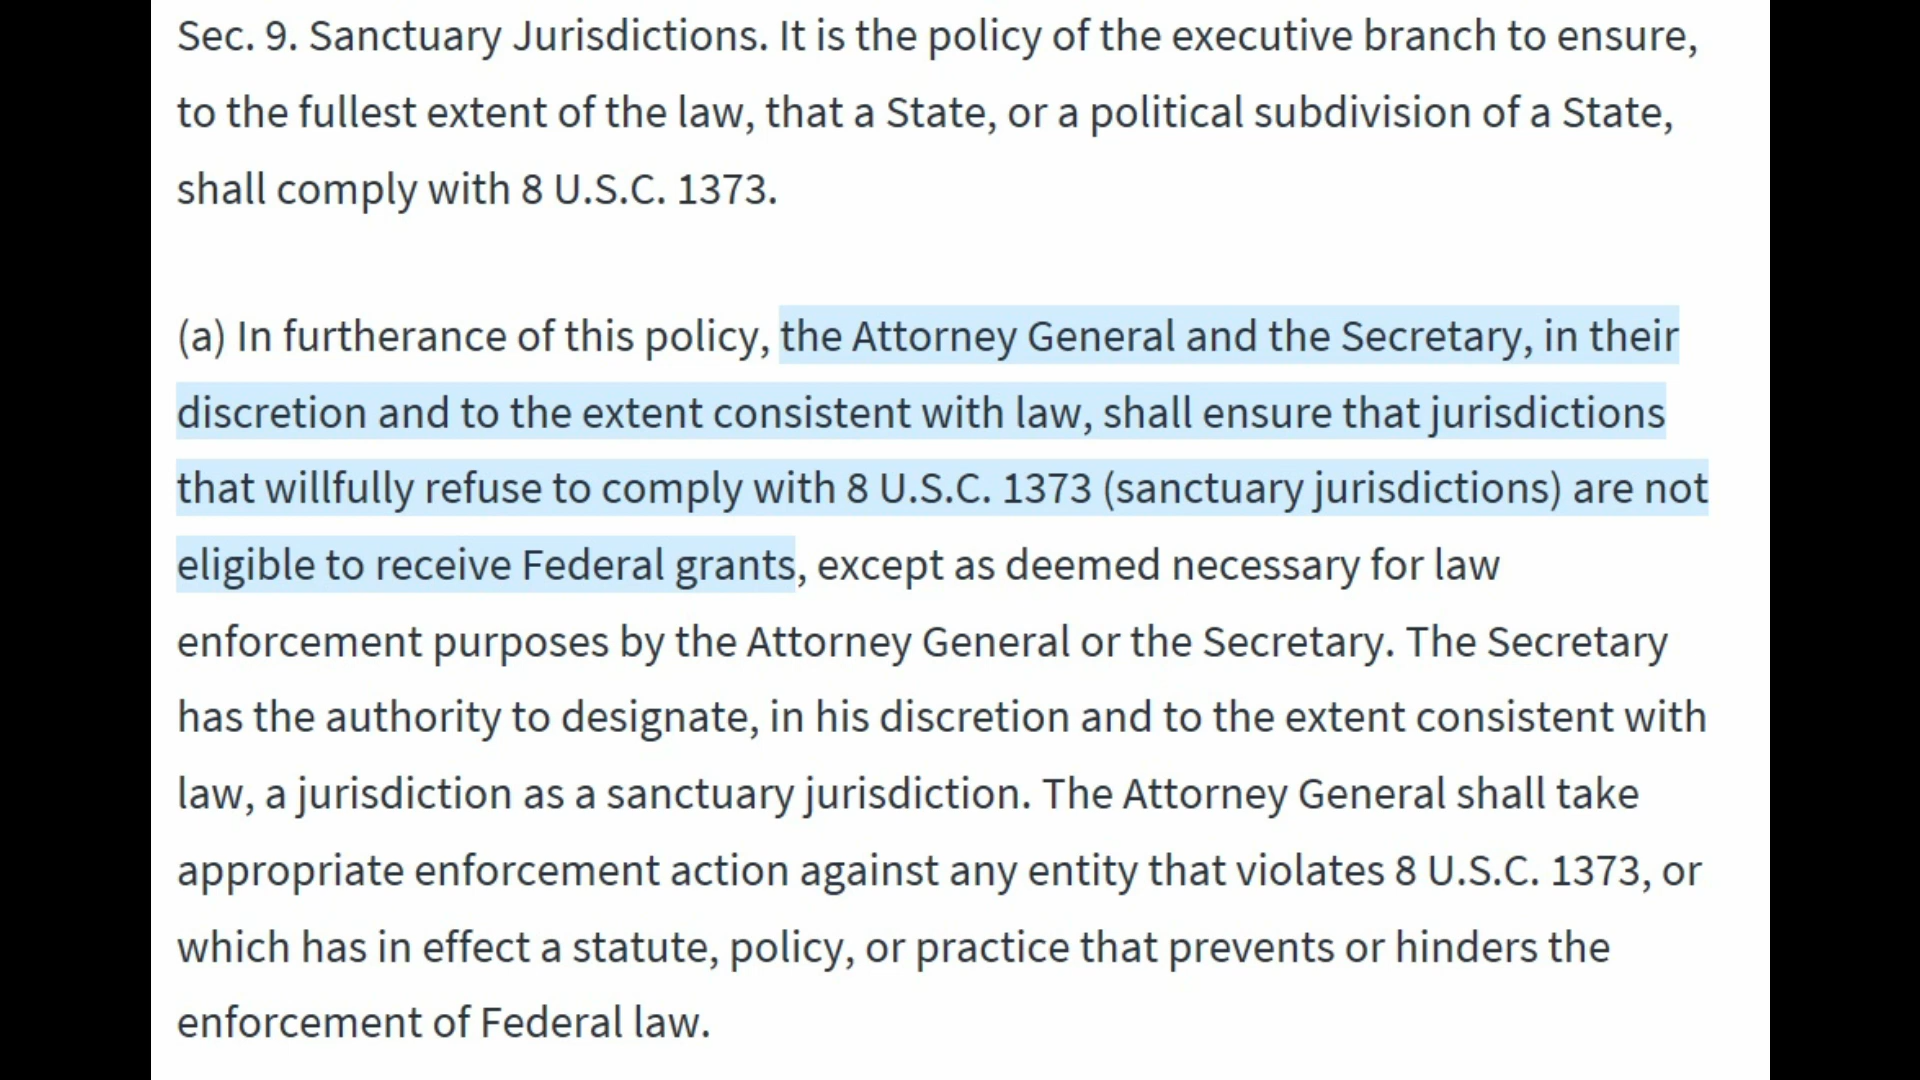 Sec. 9. Sanctuary Jurisdictions. It is the policy of the executive branch to ensure,
to the fullest extent of the law, that a State, or a political subdivision of a State,
shall comply with 8 U.S.C. 1373.
(a) In furtherance of this policy, the Attorney General and the Secretary, in their
discretion and to the extent consistent with law, shall ensure that jurisdictions
that willfully refuse to comply with 8 U.S.C. 1373 (sanctuary jurisdictions) are not
eligible to receive Federal grants, except as deemed necessary for law
enforcement purposes by the Attorney General or the Secretary. The Secretary
has the authority to designate, in his discretion and to the extent consistent with
law, a jurisdiction as a sanctuary jurisdiction. The Attorney General shall take
appropriate enforcement action against any entity that violates 8 U.S.C. 1373, or
which has in effect a statute, policy, or practice that prevents or hinders the
enforcement of Federal law.